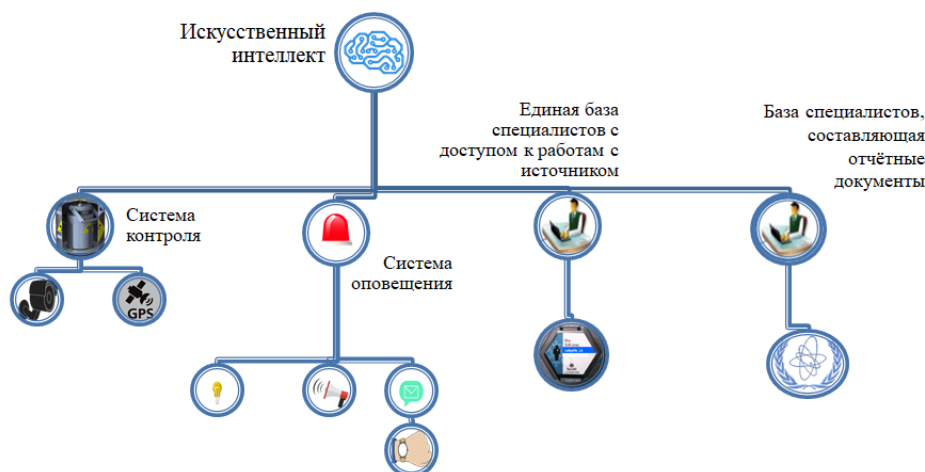 Искусственный
интеллект
Единая база
специалистов с
доступом к работам с
источником
База специалистов,
составляющая
отчётные
документы
Система
контроля
Система
оповещения
GPS